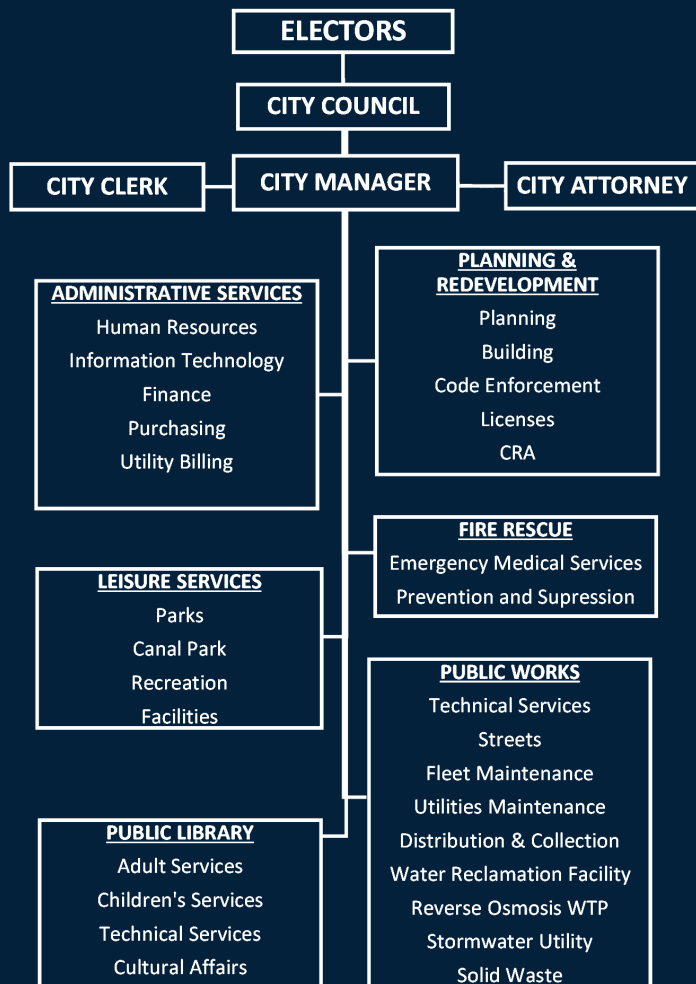 ELECTORS
CITY COUNCIL
CITY CLERK
CITY MANAGER
CITY ATTORNEY
ADMINISTRATIVE SERVICES
Human Resources
Information Technology
Finance
Purchasing
Utility Billing
PLANNING &
REDEVELOPMENT
Planning
Building
Code Enforcement
Licenses
CRA
FIRE RESCUE
Emergency Medical Services
Prevention and Supression
LEISURE SERVICES
Parks
Canal Park
Recreation
Facilities
PUBLIC WORKS
Technical Services
Streets
Fleet Maintenance
Utilities Maintenance
Distribution & Collection
Water Reclamation Facility
Reverse Osmosis WTP
Stormwater Utility
Solid Waste
PUBLIC LIBRARY
Adult Services
Children's Services
Technical Services
Cultural Affairs